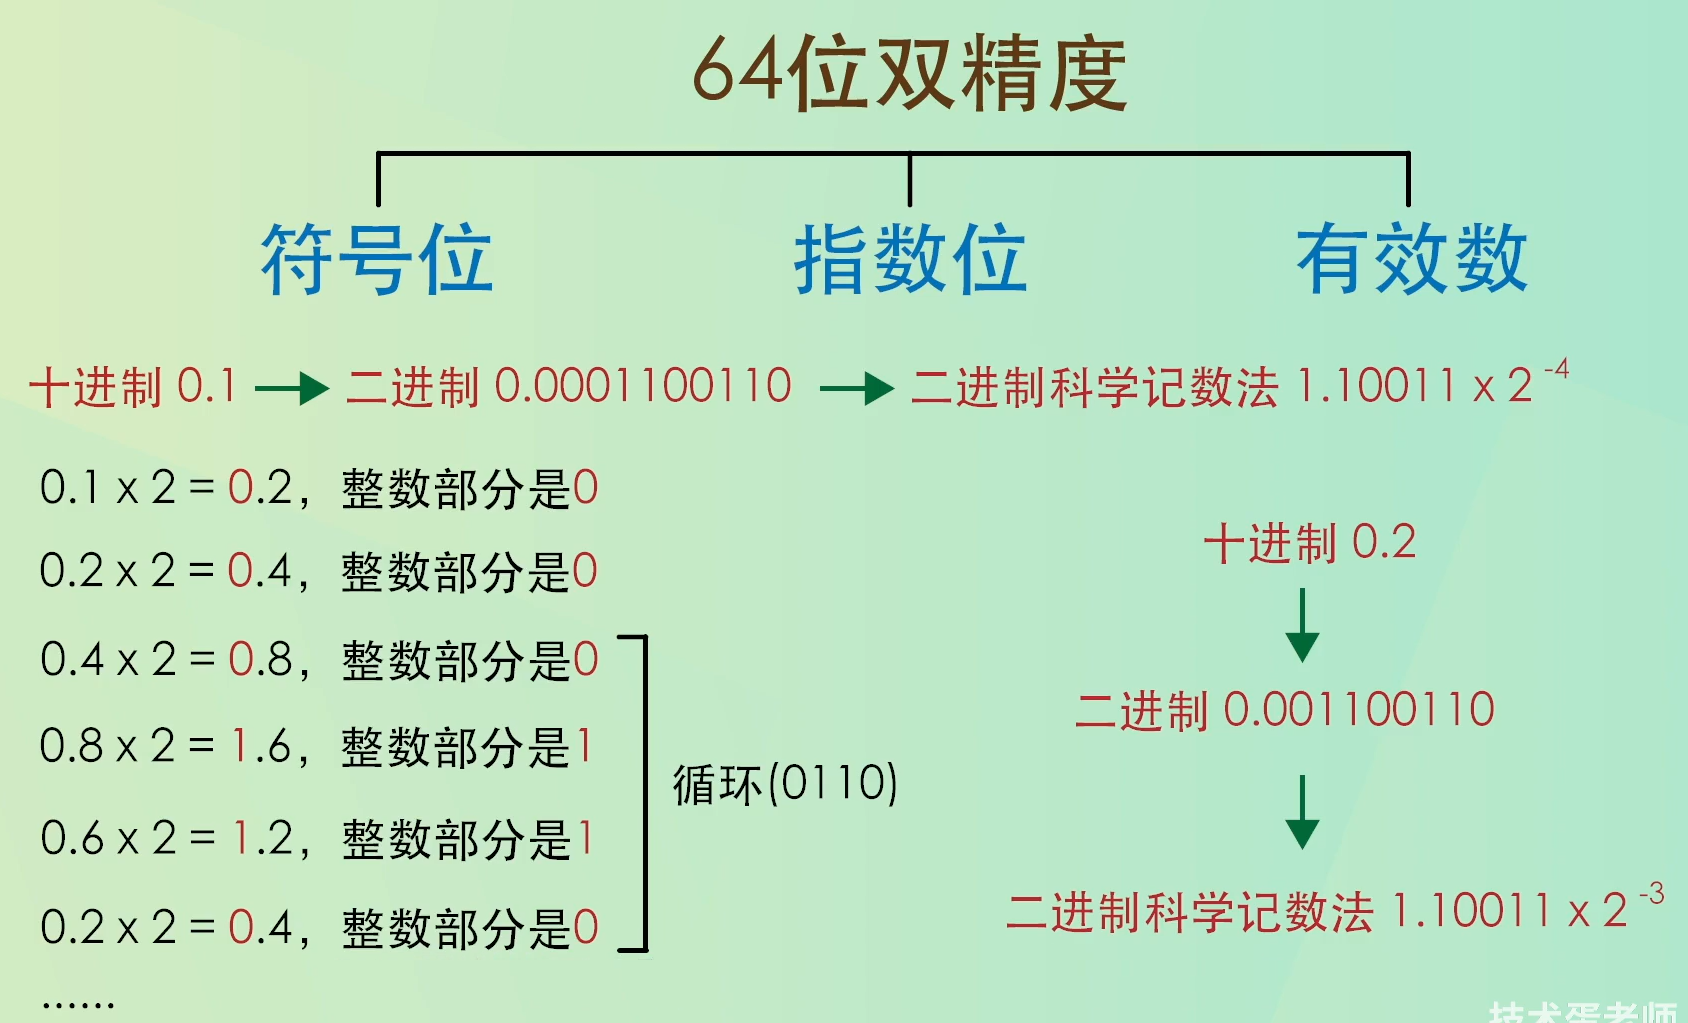 64位双精度
符号位 指数位 有效数
十进制 0.1 → 二进制 0.0001100110 → 二进制科学记数法 1.10011 x 2 -4
0.1 x 2 = 0.2，整数部分是0
0.2 x 2 = 0.4，整数部分是0
0.4 x 2 = 0.8，整数部分是0
0.8 x 2 = 1.6，整数部分是1
0.6 x 2 = 1.2，整数部分是1
0.2 x 2 = 0.4，整数部分是0
......
循环(0110)
十进制 0.2
二进制 0.001100110
二进制科学记数法 1.10011 x 2 -3
技术蛋老师